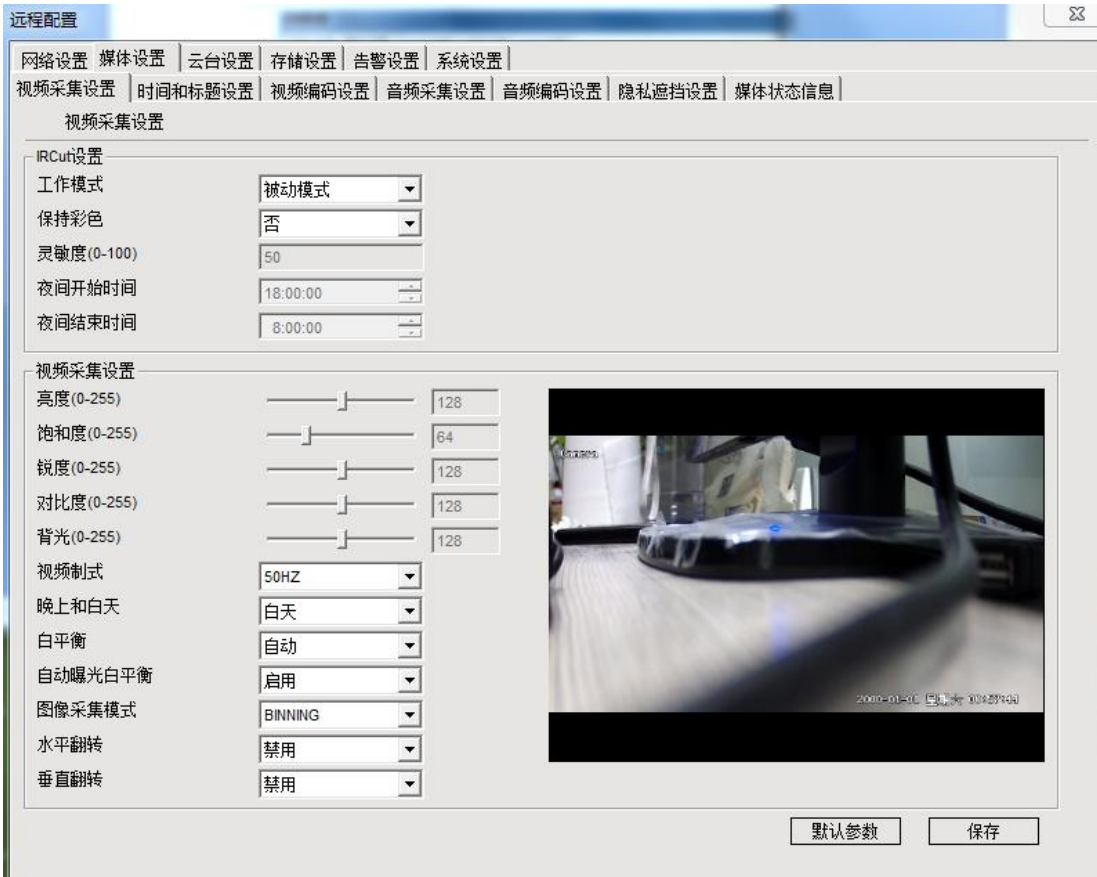 远程配置
网络设置 媒体设置 云台设置 存储设置 告警设置 系统设置
视频采集设置 时间和标题设置 视频编码设置 音频采集设置 音频编码设置 隐私遮挡设置 媒体状态信息
视频采集设置
IRCut设置
工作模式 被动模式
保持彩色 否
灵敏度(0-100) 50
夜间开始时间 18:00:00
夜间结束时间 8:00:00
视频采集设置
亮度(0-255) 128
饱和度(0-255) 64
锐度(0-255) 128
对比度(0-255) 128
背光(0-255) 128
视频制式 50HZ
晚上和白天 白天
白平衡 自动
自动曝光白平衡 启用
图像采集模式 BINNING
水平翻转 禁用
垂直翻转 禁用
Camera
2000-01-01 星期六
默认参数 保存